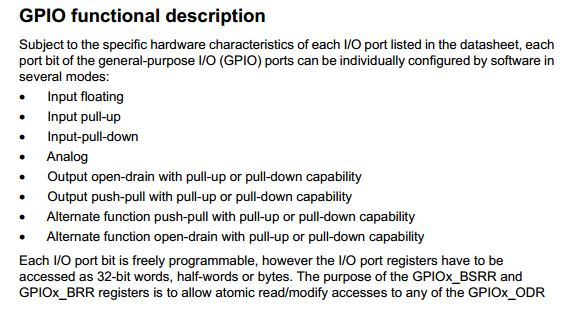 GPIO functional description
Subject to the specific hardware characteristics of each I/O port listed in the datasheet, each
port bit of the general-purpose I/O (GPIO) ports can be individually configured by software in
several modes:
• Input floating
• Input pull-up
• Input-pull-down
• Analog
• Output open-drain with pull-up or pull-down capability
• Output push-pull with pull-up or pull-down capability
• Alternate function push-pull with pull-up or pull-down capability
• Alternate function open-drain with pull-up or pull-down capability
Each I/O port bit is freely programmable, however the I/O port registers have to be
accessed as 32-bit words, half-words or bytes. The purpose of the GPIOx_BSRR and
GPIOx_BRR registers is to allow atomic read/modify accesses to any of the GPIOx_ODR